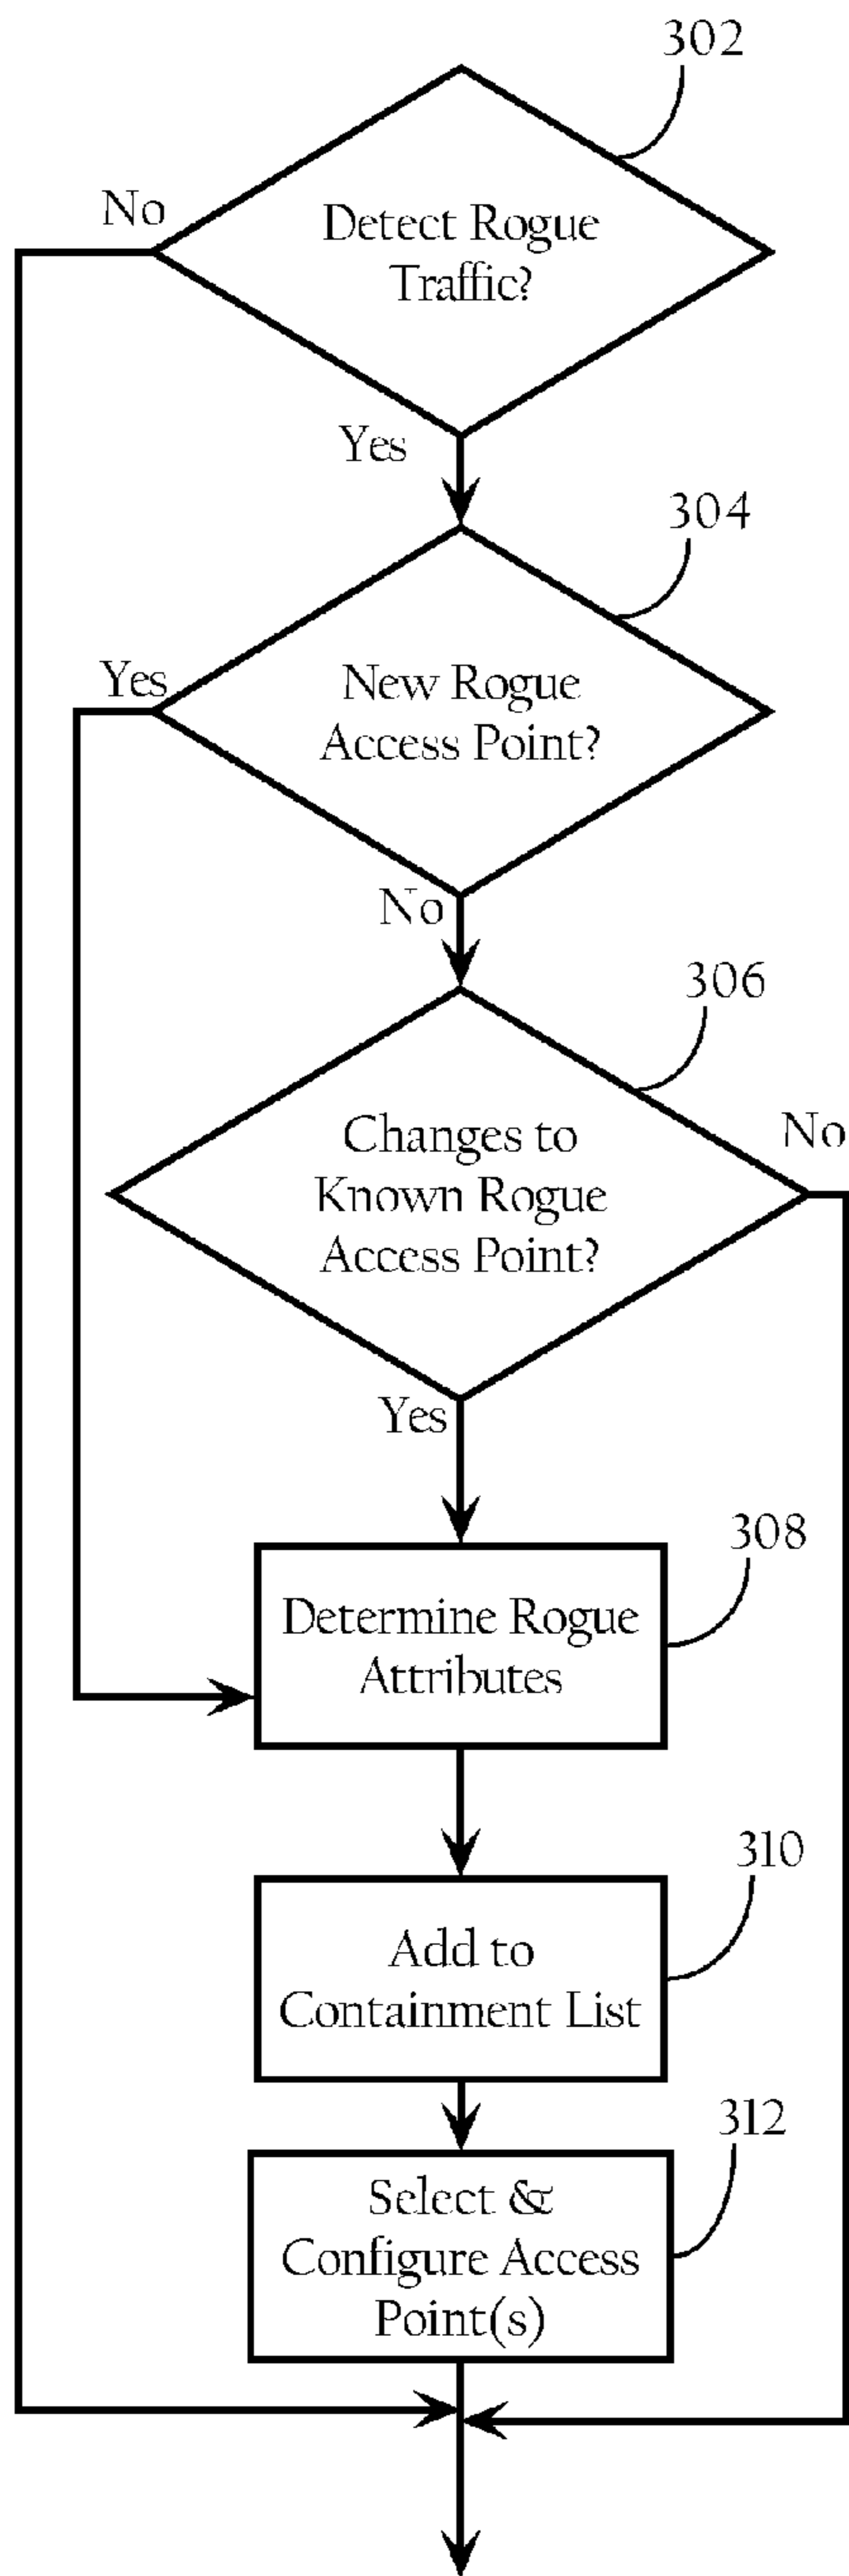 302
No
Detect Rogue
Traffic?
Yes
304
Yes
New Rogue
Access Point?
No
306
No
Changes to
Known Rogue
Access Point?
Yes
308
Determine Rogue
Attributes
310
Add to
Containment List
312
Select &
Configure Access
Point(s)